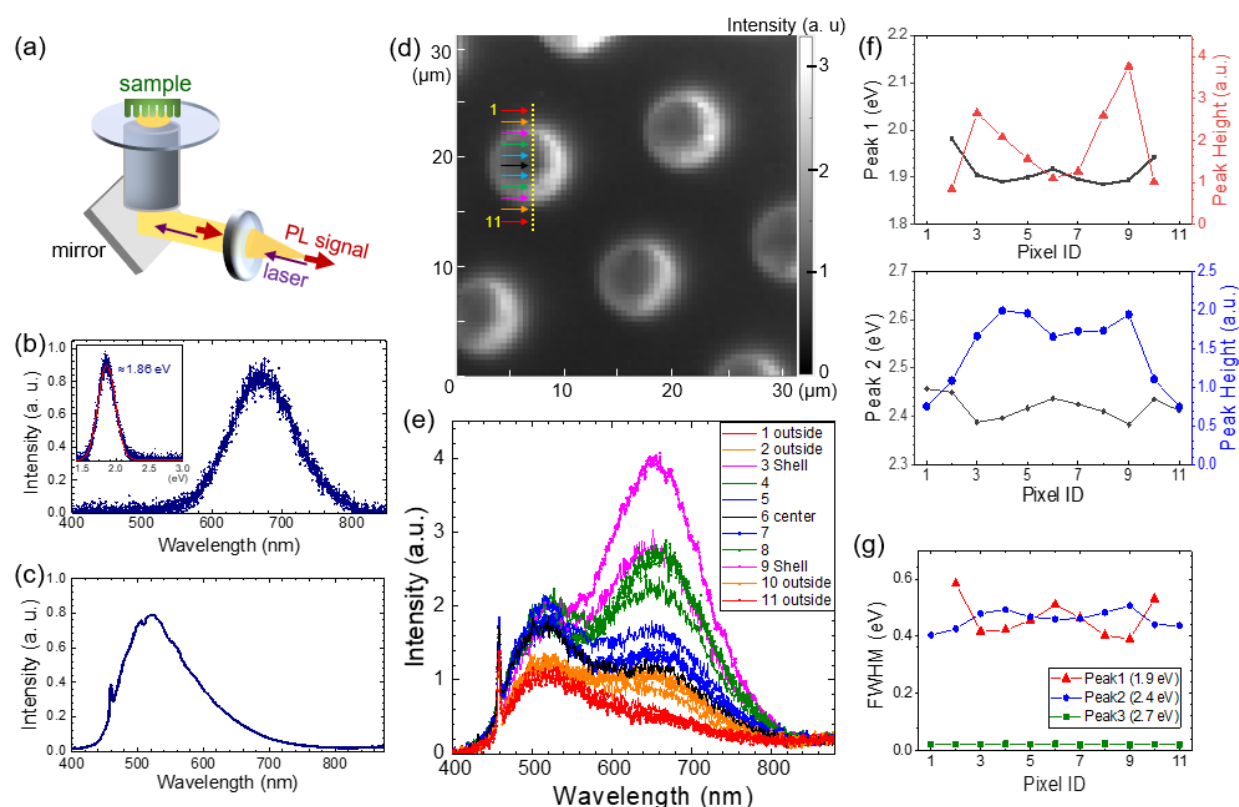 (a)
sample
mirror
PL signal
laser
(b)
Intensity (a. u.)
1.0
0.8
0.6
0.4
0.2
0.0
≈1.86 eV
2.0
2.5
3.0
(eV)
400 500 600 700 800
Wavelength (nm)
(c)
Intensity (a. u.)
1.0
0.8
0.6
0.4
0.2
0.0
400 500 600 700 800
Wavelength (nm)
(d)
Intensity (a. u)
30
(μm)
20
10
0
1
11
0 10 20 30
(μm)
3
2
1
0
(e)
Intensity (a.u.)
4
3
2
1
0
400 500 600 700 800
Wavelength (nm)
1 outside
2 outside
3 Shell
4
5
6 center
7
8
9 Shell
10 outside
11 outside
(f)
Peak 1 (eV)
2.2
2.1
2.0
1.9
1.8
Peak Height (a.u.)
4
3
2
1
0
1 3 5 7 9 11
Pixel ID
Peak 2 (eV)
2.7
2.6
2.5
2.4
2.3
Peak Height (a.u.)
2.5
2.0
1.5
1.0
0.5
0.0
1 3 5 7 9 11
Pixel ID
(g)
FWHM (eV)
0.6
0.4
0.2
0.0
Peak1 (1.9 eV)
Peak2 (2.4 eV)
Peak3 (2.7 eV)
1 3 5 7 9 11
Pixel ID